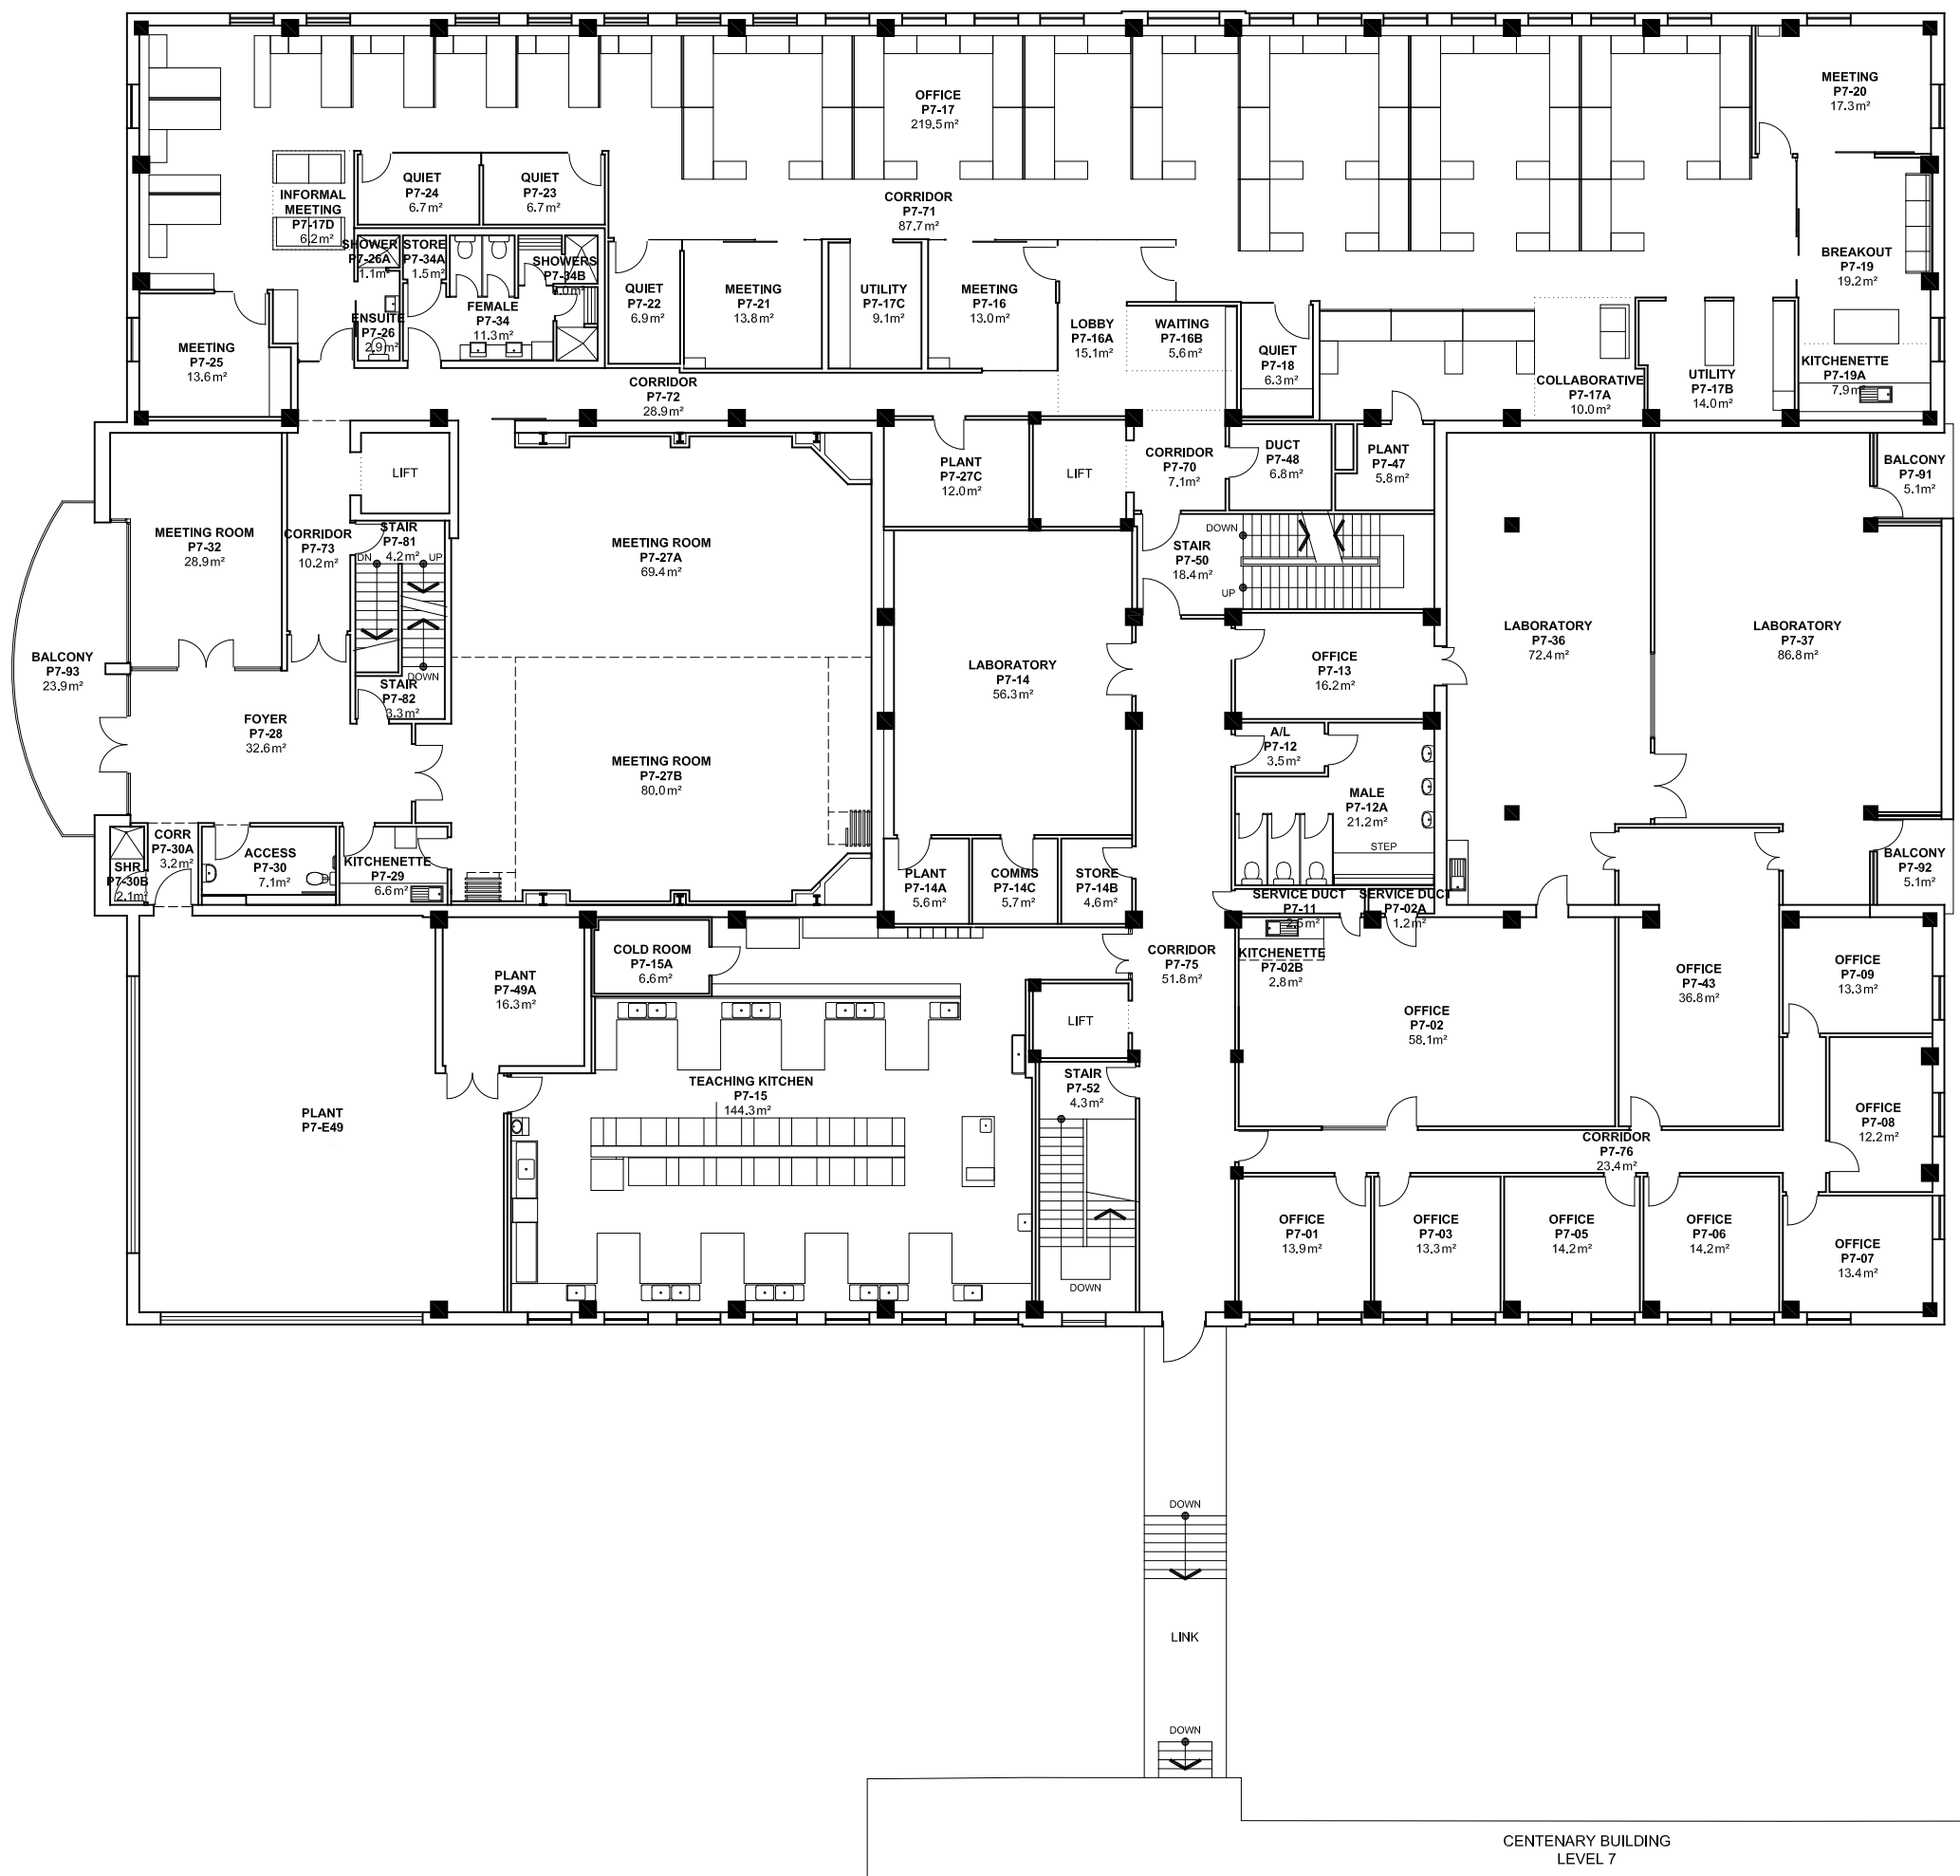 OFFICE
P7-17
219.5m²
MEETING
P7-20
17.3m²
QUIET
P7-24
6.7m²
QUIET
P7-23
6.7m²
INFORMAL
MEETING
P7-17D
6.2m²
CORRIDOR
P7-71
87.7m²
SHOWER
P7-26A
1.1m²
STORE
P7-34A
1.5m²
SHOWERS
P7-34B
BREAKOUT
P7-19
19.2m²
QUIET
P7-22
6.9m²
MEETING
P7-21
13.8m²
UTILITY
P7-17C
9.1m²
MEETING
P7-16
13.0m²
FEMALE
P7-34
11.3m²
ENSUITE
P7-26
2.9m²
LOBBY
P7-16A
15.1m²
WAITING
P7-16B
5.6m²
MEETING
P7-25
13.6m²
QUIET
P7-18
6.3m²
KITCHENETTE
P7-19A
7.9m²
UTILITY
P7-17B
14.0m²
COLLABORATIVE
P7-17A
10.0m²
CORRIDOR
P7-72
28.9m²
LIFT
PLANT
P7-27C
12.0m²
LIFT
CORRIDOR
P7-70
7.1m²
DUCT
P7-48
6.8m²
PLANT
P7-47
5.8m²
BALCONY
P7-91
5.1m²
MEETING ROOM
P7-32
28.9m²
CORRIDOR
P7-73
10.2m²
STAIR
P7-81
4.2m²
DN
UP
MEETING ROOM
P7-27A
69.4m²
STAIR
P7-50
18.4m²
DOWN
UP
LABORATORY
P7-36
72.4m²
LABORATORY
P7-37
86.8m²
BALCONY
P7-93
23.9m²
LABORATORY
P7-14
56.3m²
OFFICE
P7-13
16.2m²
DOWN
STAIR
P7-82
3.3m²
FOYER
P7-28
32.6m²
A/L
P7-12
3.5m²
MEETING ROOM
P7-27B
80.0m²
MALE
P7-12A
21.2m²
STEP
CORR
P7-30A
3.2m²
SHR
P7-30B
2.1m²
ACCESS
P7-30
7.1m²
KITCHENETTE
P7-29
6.6m²
PLANT
P7-14A
5.6m²
COMMS
P7-14C
5.7m²
STORE
P7-14B
4.6m²
BALCONY
P7-92
5.1m²
SERVICE DUCT
P7-11
2.5m²
SERVICE DUCT
P7-02A
1.2m²
COLD ROOM
P7-15A
6.6m²
CORRIDOR
P7-75
51.8m²
KITCHENETTE
P7-02B
2.8m²
PLANT
P7-49A
16.3m²
OFFICE
P7-43
36.8m²
OFFICE
P7-09
13.3m²
LIFT
OFFICE
P7-02
58.1m²
TEACHING KITCHEN
P7-15
144.3m²
STAIR
P7-52
4.3m²
PLANT
P7-E49
OFFICE
P7-08
12.2m²
CORRIDOR
P7-76
23.4m²
OFFICE
P7-01
13.9m²
OFFICE
P7-03
13.3m²
OFFICE
P7-05
14.2m²
OFFICE
P7-06
14.2m²
OFFICE
P7-07
13.4m²
DOWN
DOWN
LINK
DOWN
CENTENARY BUILDING
LEVEL 7